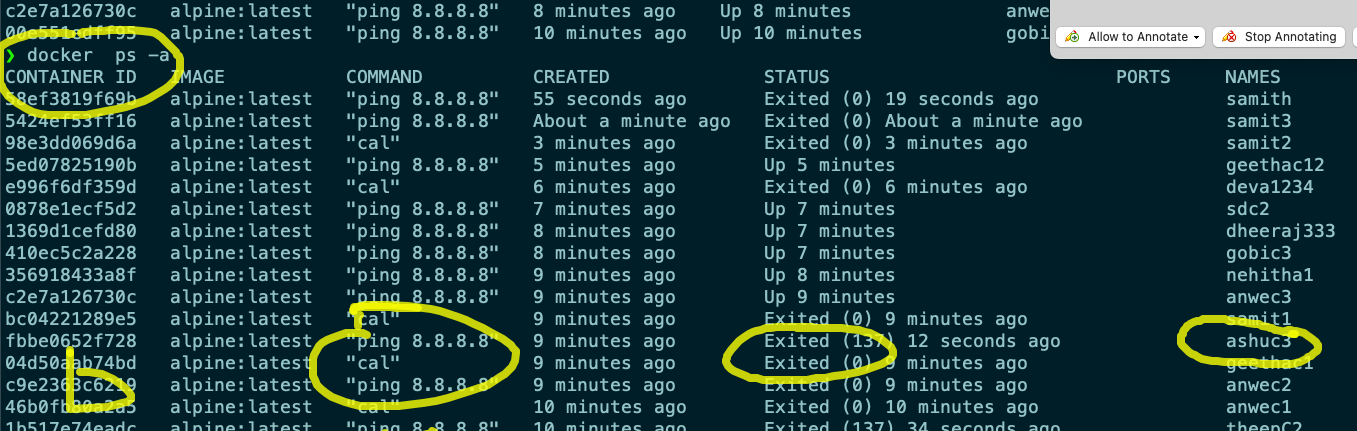 c2e7a126730c alpine:latest "ping 8.8.8.8" 8 minutes ago Up 8 minutes anwe
00e551edff95 alpine:latest "ping 8.8.8.8" 10 minutes ago Up 10 minutes gobi
Allow to Annotate Stop Annotating
❯ docker ps -a
CONTAINER ID IMAGE COMMAND CREATED STATUS PORTS NAMES
58ef3819f69b alpine:latest "ping 8.8.8.8" 55 seconds ago Exited (0) 19 seconds ago samith
5424ef53ff16 alpine:latest "ping 8.8.8.8" About a minute ago Exited (0) About a minute ago samit3
98e3dd069d6a alpine:latest "cal" 3 minutes ago Exited (0) 3 minutes ago samit2
5ed07825190b alpine:latest "ping 8.8.8.8" 5 minutes ago Up 5 minutes geethac12
e996f6df359d alpine:latest "cal" 6 minutes ago Exited (0) 6 minutes ago deva1234
0878e1ecf5d2 alpine:latest "ping 8.8.8.8" 7 minutes ago Up 7 minutes sdc2
1369d1cefd80 alpine:latest "ping 8.8.8.8" 8 minutes ago Up 7 minutes dheeraj333
410ec5c2a228 alpine:latest "ping 8.8.8.8" 8 minutes ago Up 7 minutes gobic3
356918433a8f alpine:latest "ping 8.8.8.8" 9 minutes ago Up 8 minutes nehitha1
c2e7a126730c alpine:latest "ping 8.8.8.8" 9 minutes ago Up 9 minutes anwec3
bc04221289e5 alpine:latest "cal" 9 minutes ago Exited (0) 9 minutes ago samit1
fbbe0652f728 alpine:latest "ping 8.8.8.8" 9 minutes ago Exited (137) 12 seconds ago ashuc3
alpine:latest "cal" 9 minutes ago Exited (0) 9 minutes ago geethac1
c9e2363c6219 alpine:latest "ping 8.8.8.8" 9 minutes ago Exited (0) 9 minutes ago anwec2
46b0fb80a2a5 alpine:latest "cal" 10 minutes ago Exited (0) 10 minutes ago anwec1
1b517e74eadc alpine:latest "ping 8.8.8.8" 10 minutes ago Exited (137) 34 seconds ago theepC2